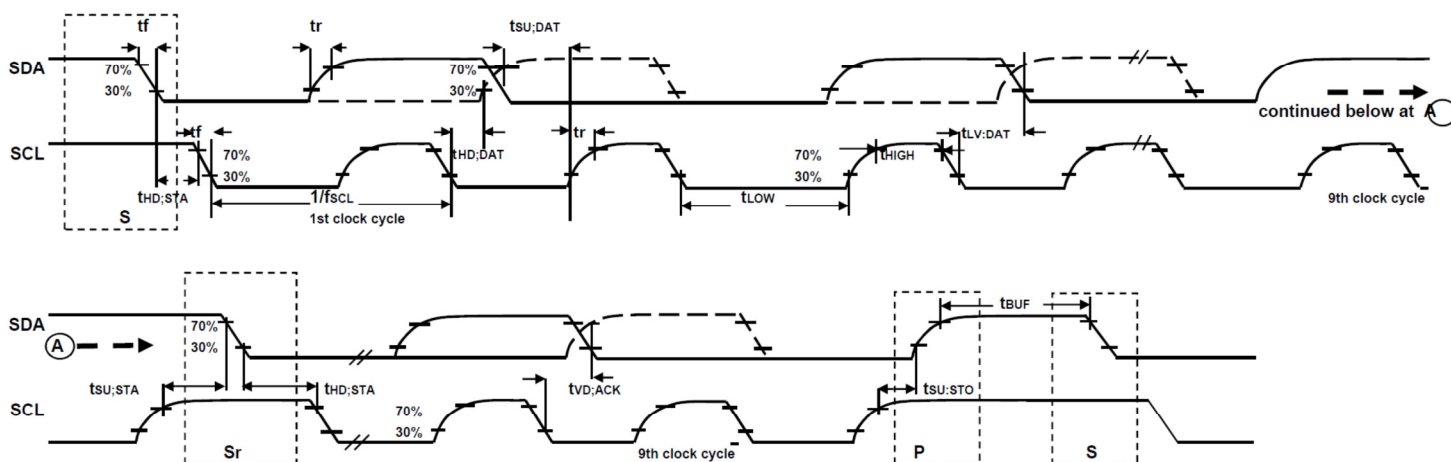 tf tr tSU;DAT
SDA 70% 70%
30% 30%
continued below at A
tf tHD;DAT tr tLV:DAT
SCL 70% 70% tHIGH
30% 30%
tHD;STA 1/fSCL tLOW
S 1st clock cycle 9th clock cycle
tBUF
SDA 70%
A 30%
tSU;STA tHD;STA tVD;ACK tSU:STO
SCL 70%
30%
Sr 9th clock cycle P S